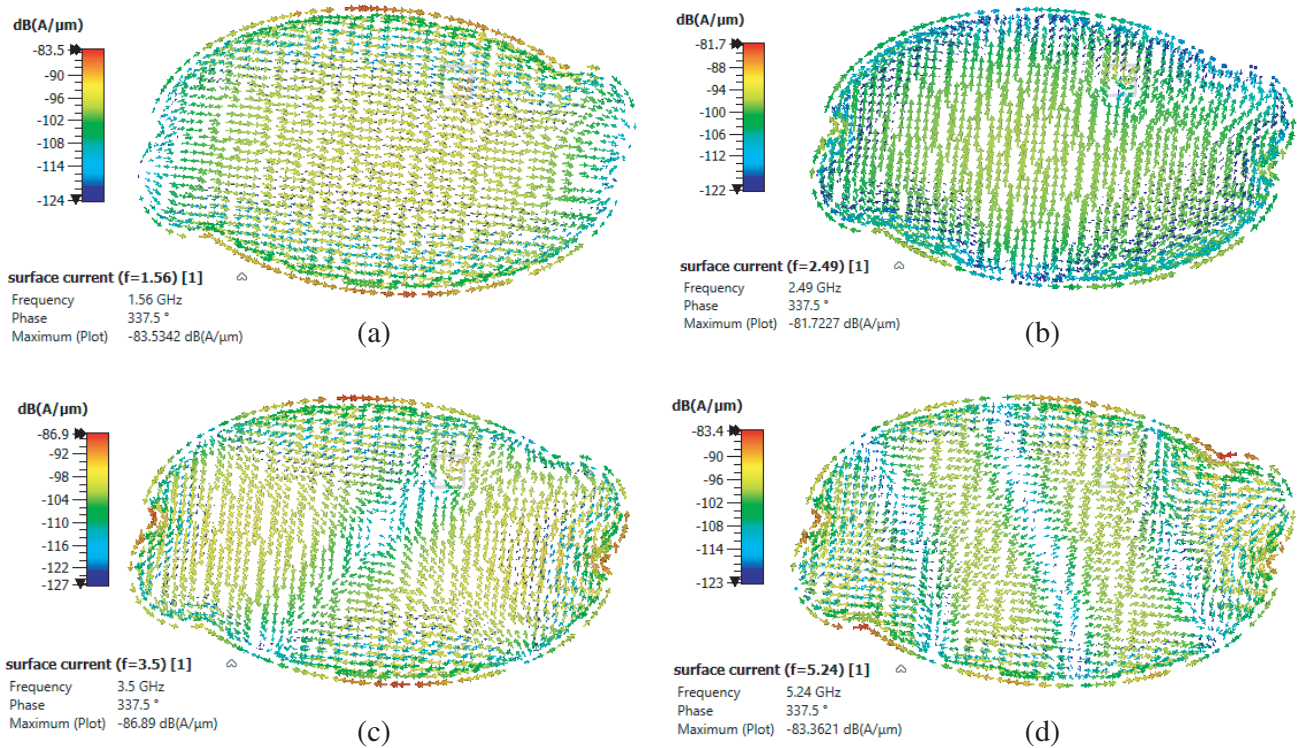 dB(A/µm)
-83.5
-90
-96
-102
-108
-114
-124
surface current (f=1.56) [1]
Frequency 1.56 GHz
Phase 337.5 °
Maximum (Plot) -83.5342 dB(A/µm)
(a)
dB(A/µm)
-81.7
-88
-94
-100
-106
-112
-122
surface current (f=2.49) [1]
Frequency 2.49 GHz
Phase 337.5 °
Maximum (Plot) -81.7227 dB(A/µm)
(b)
dB(A/µm)
-86.9
-92
-98
-104
-110
-116
-122
-127
surface current (f=3.5) [1]
Frequency 3.5 GHz
Phase 337.5 °
Maximum (Plot) -86.89 dB(A/µm)
(c)
dB(A/µm)
-83.4
-90
-96
-102
-108
-114
-123
surface current (f=5.24) [1]
Frequency 5.24 GHz
Phase 337.5 °
Maximum (Plot) -83.3621 dB(A/µm)
(d)